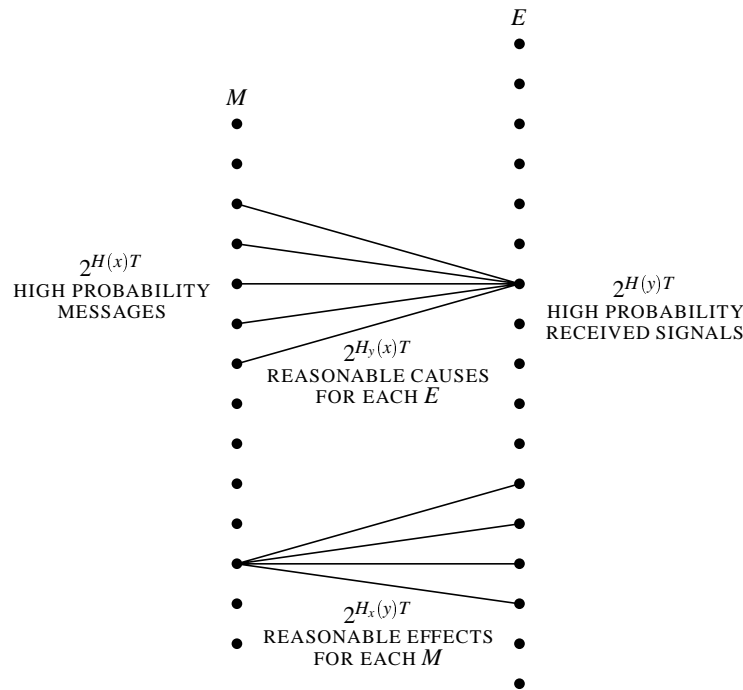 E
M
2^{H(x)T}
HIGH PROBABILITY
MESSAGES
2^{H(y)T}
HIGH PROBABILITY
RECEIVED SIGNALS
2^{H_y(x)T}
REASONABLE CAUSES
FOR EACH E
2^{H_x(y)T}
REASONABLE EFFECTS
FOR EACH M